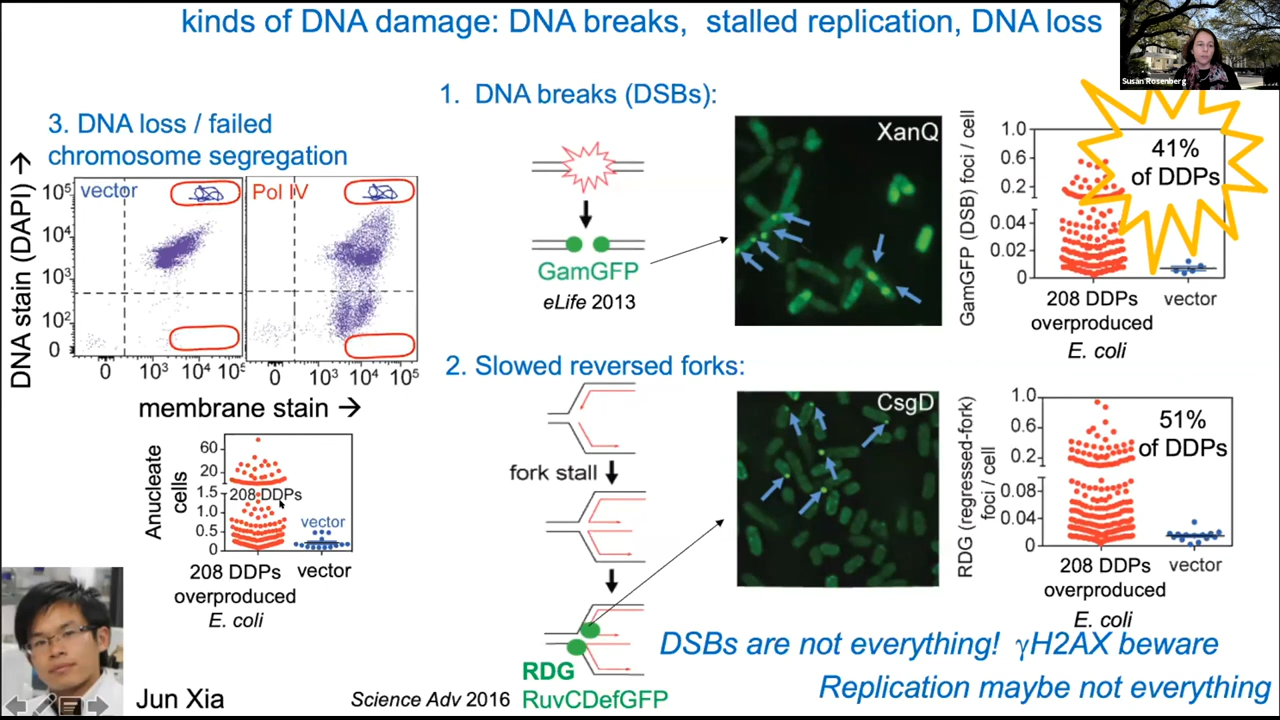 kinds of DNA damage: DNA breaks, stalled replication, DNA loss
Susan Rosenberg
3. DNA loss / failed
chromosome segregation
DNA stain (DAPI) →
vector
Pol IV
10⁵
10⁴
10³
10²
0
0 10³ 10⁴ 10⁵
10³ 10⁴ 10⁵
0
membrane stain →
Anucleate
cells
60
20
1.5
1.0
0.5
0
208 DDPs
vector
208 DDPs
overproduced
E. coli
vector
Jun Xia
1. DNA breaks (DSBs):
GamGFP
eLife 2013
XanQ
GamGFP (DSB) foci / cell
1.0
0.6
0.2
0.04
0.02
0
41%
of DDPs
208 DDPs
overproduced
E. coli
vector
2. Slowed reversed forks:
fork stall
RDG
RuvCDefGFP
Science Adv 2016
CsgD
RDG (regressed-fork)
foci / cell
1.0
0.6
0.2
0.08
0.04
0
51%
of DDPs
208 DDPs
overproduced
E. coli
vector
DSBs are not everything! γH2AX beware
Replication maybe not everything